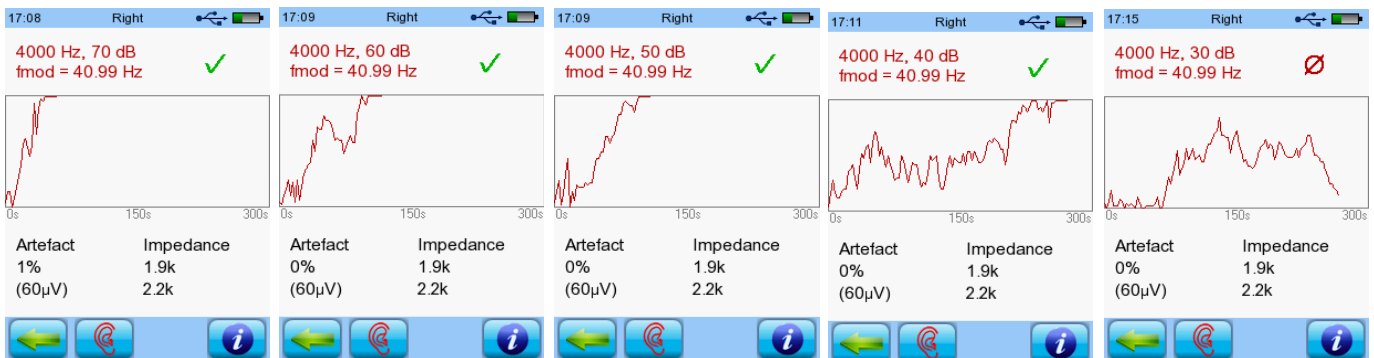 17:08 Right
4000 Hz, 70 dB
fmod = 40.99 Hz
0s 150s 300s
Artefact Impedance
1% 1.9k
(60µV) 2.2k
i
17:09 Right
4000 Hz, 60 dB
fmod = 40.99 Hz
0s 150s 300s
Artefact Impedance
0% 1.9k
(60µV) 2.2k
i
17:09 Right
4000 Hz, 50 dB
fmod = 40.99 Hz
0s 150s 300s
Artefact Impedance
0% 1.9k
(60µV) 2.2k
i
17:11 Right
4000 Hz, 40 dB
fmod = 40.99 Hz
0s 150s 300s
Artefact Impedance
0% 1.9k
(60µV) 2.2k
i
17:15 Right
4000 Hz, 30 dB
fmod = 40.99 Hz
Ø
0s 150s 300s
Artefact Impedance
0% 1.9k
(60µV) 2.2k
i